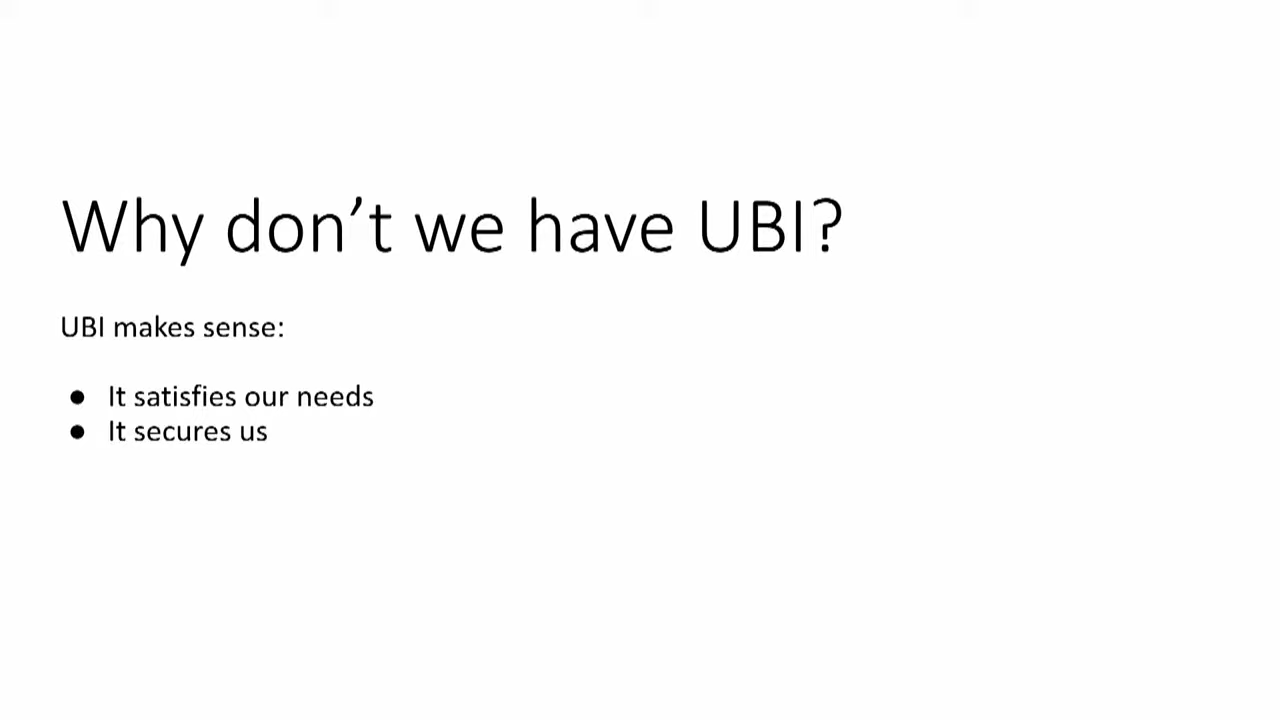 Why don’t we have UBI?
UBI makes sense:
● It satisfies our needs
● It secures us